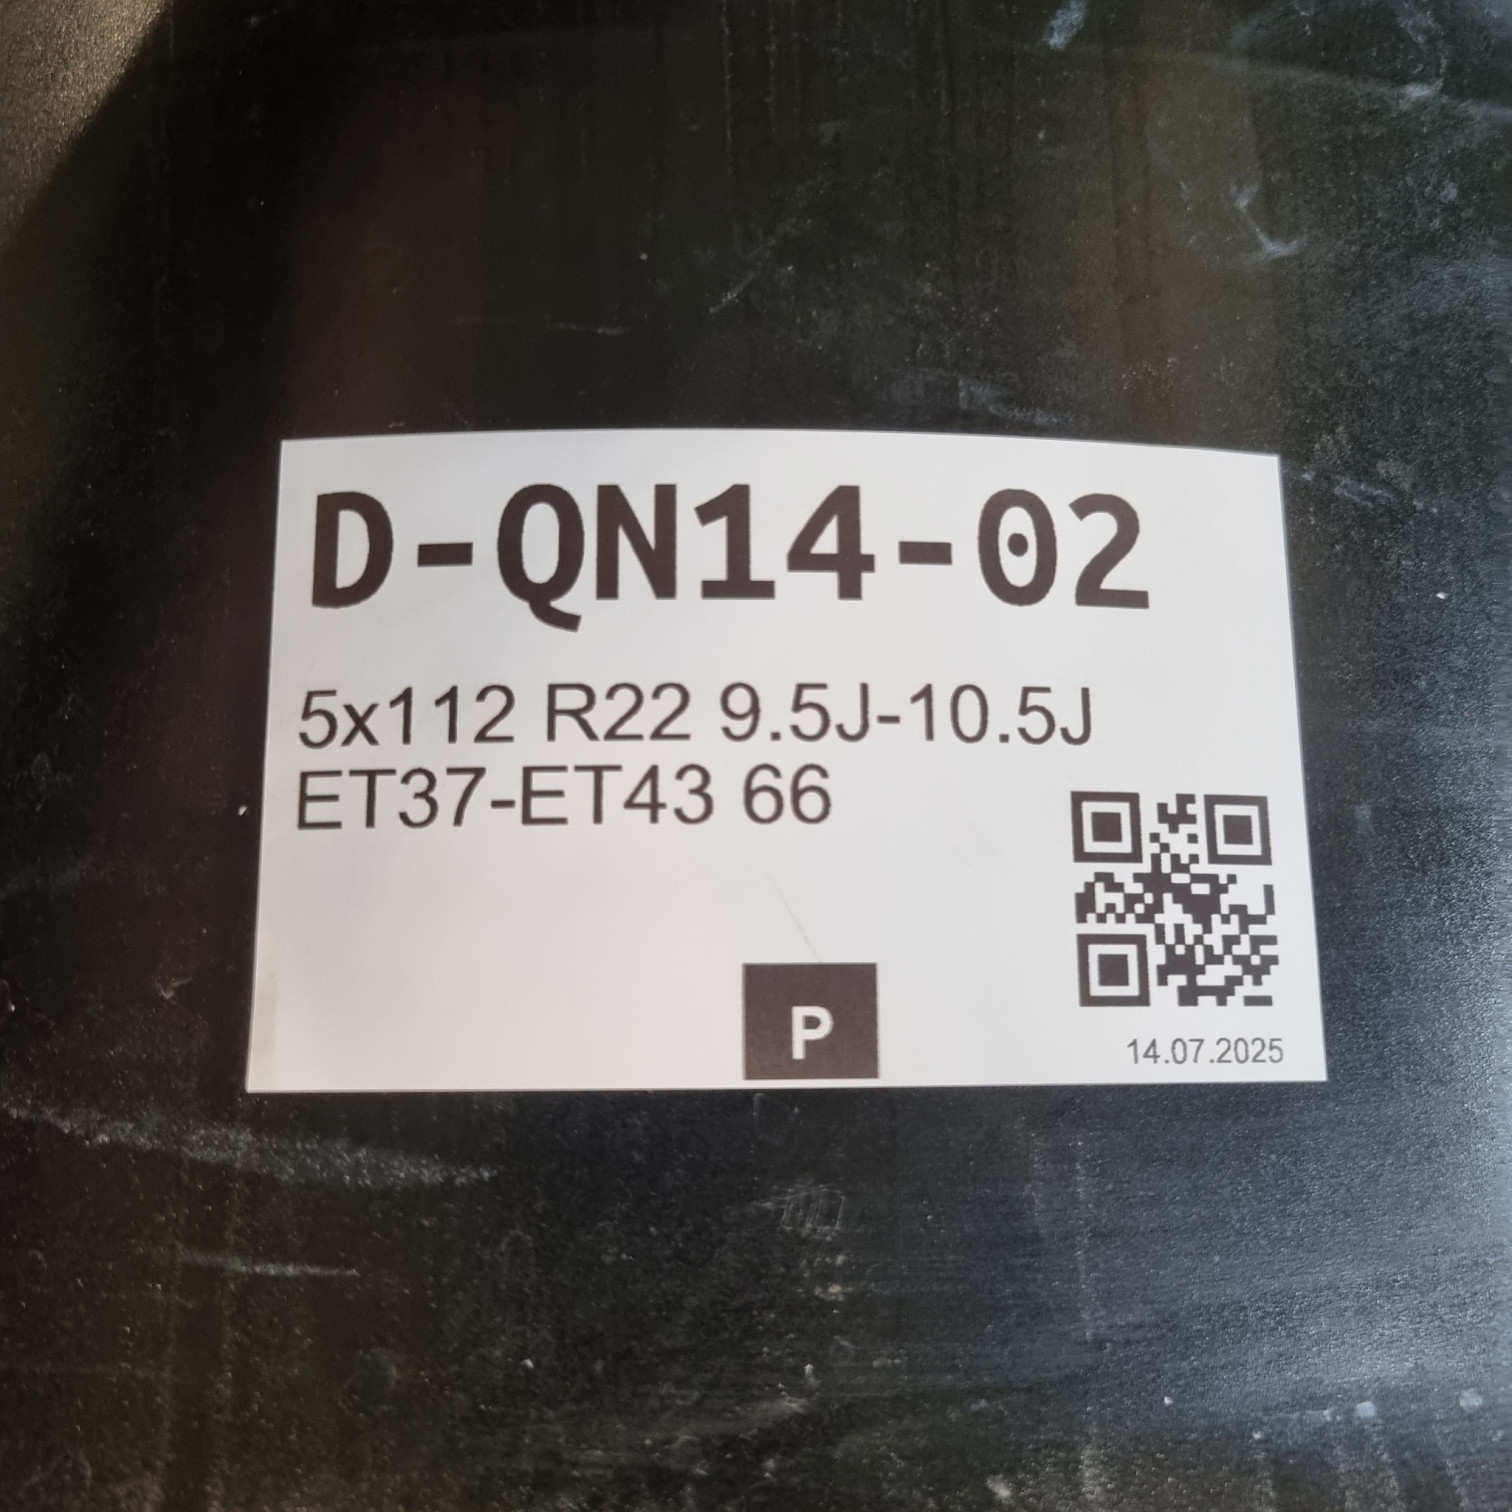 D-QN14-02
5x112 R22 9.5J-10.5J
ET37-ET43 66
P
14.07.2025